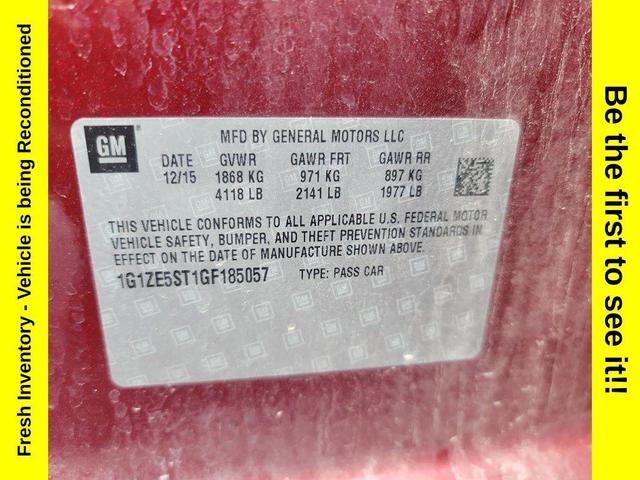 Fresh Inventory - Vehicle is being Reconditioned
GM
MFD BY GENERAL MOTORS LLC
DATE GVWR GAWR FRT GAWR RR
12/15 1868 KG 971 KG 897 KG
4118 LB 2141 LB 1977 LB
THIS VEHICLE CONFORMS TO ALL APPLICABLE U.S. FEDERAL MOTOR
VEHICLE SAFETY, BUMPER, AND THEFT PREVENTION STANDARDS IN
EFFECT ON THE DATE OF MANUFACTURE SHOWN ABOVE.
1G1ZE5ST1GF185057 TYPE: PASS CAR
Be the first to see it!!